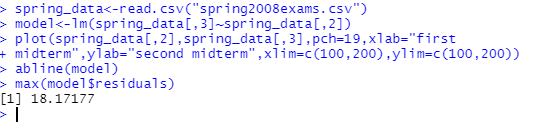 > spring_data<-read.csv("spring2008exams.csv")
> model<-lm(spring_data[,3]~spring_data[,2])
> plot(spring_data[,2],spring_data[,3],pch=19,xlab="first
+ midterm",ylab="second midterm",xlim=c(100,200),ylim=c(100,200))
> abline(model)
> max(model$residuals)
[1] 18.17177
>